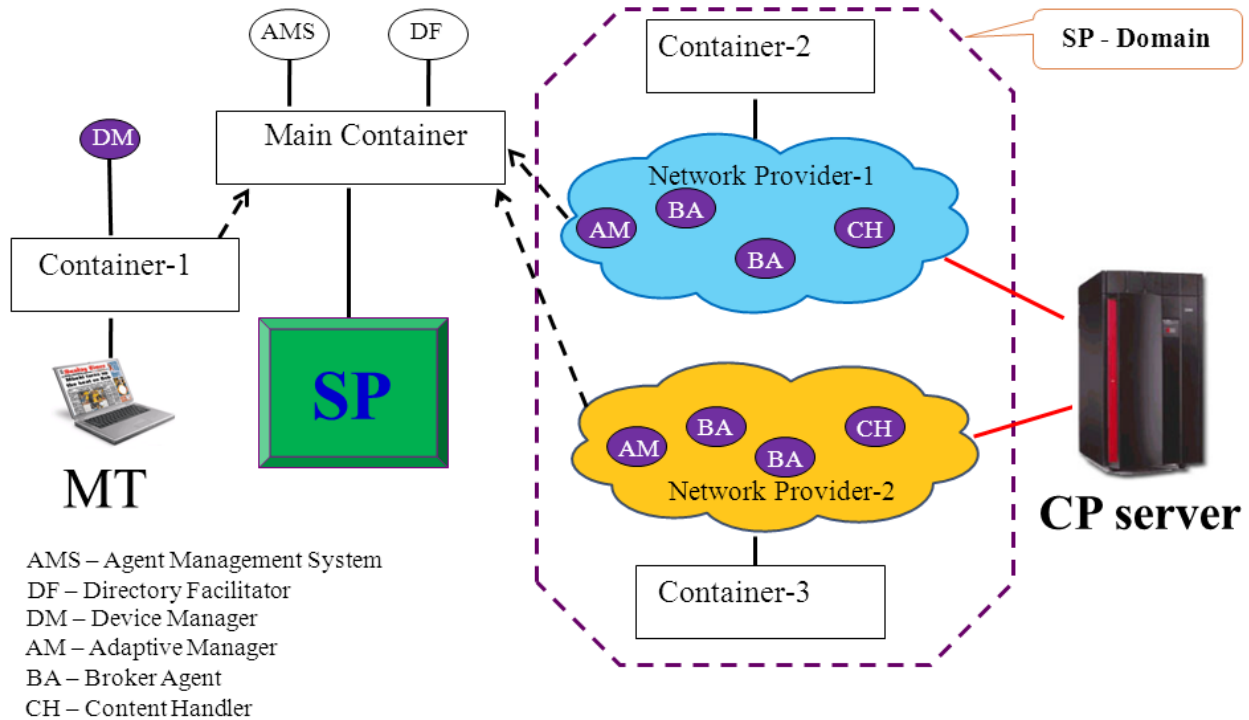 AMS
DF
Container-2
SP - Domain
DM
Main Container
Network Provider-1
BA
AM
CH
BA
Container-1
SP
BA
CH
AM
BA
Network Provider-2
MT
CP server
Container-3
AMS – Agent Management System
DF – Directory Facilitator
DM – Device Manager
AM – Adaptive Manager
BA – Broker Agent
CH – Content Handler